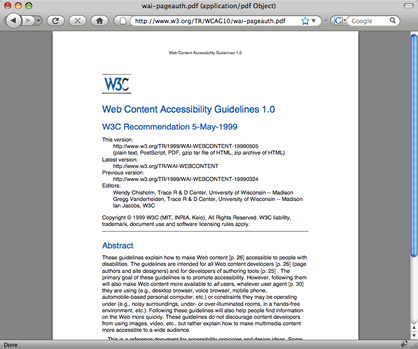 wai-pageauth.pdf (application/pdf Object)
http://www.w3.org/TR/WCAG10/wai-pageauth.pdf
Google
Web Content Accessibility Guidelines 1.0
W3C
Web Content Accessibility Guidelines 1.0
W3C Recommendation 5-May-1999
This version:
http://www.w3.org/TR/1999/WAI-WEBCONTENT-19990505
(plain text, PostScript, PDF, gzip tar file of HTML, zip archive of HTML)
Latest version:
http://www.w3.org/TR/WAI-WEBCONTENT
Previous version:
http://www.w3.org/TR/1999/WAI-WEBCONTENT-19990324
Editors:
Wendy Chisholm, Trace R & D Center, University of Wisconsin -- Madison
Gregg Vanderheiden, Trace R & D Center, University of Wisconsin -- Madison
Ian Jacobs, W3C
Copyright © 1999 W3C (MIT, INRIA, Keio), All Rights Reserved. W3C liability,
trademark, document use and software licensing rules apply.
Abstract
These guidelines explain how to make Web content [p. 26] accessible to people with
disabilities. The guidelines are intended for all Web content developers [p. 26] (page
authors and site designers) and for developers of authoring tools [p. 25] . The
primary goal of these guidelines is to promote accessibility. However, following them
will also make Web content more available to all users, whatever user agent [p. 30]
they are using (e.g., desktop browser, voice browser, mobile phone,
automobile-based personal computer, etc.) or constraints they may be operating
under (e.g., noisy surroundings, under- or over-illuminated rooms, in a hands-free
environment, etc.). Following these guidelines will also help people find information
on the Web more quickly. These guidelines do not discourage content developers
from using images, video, etc., but rather explain how to make multimedia content
more accessible to a wide audience.
This is a reference document for accessibility principles and design ideas. Some
Done